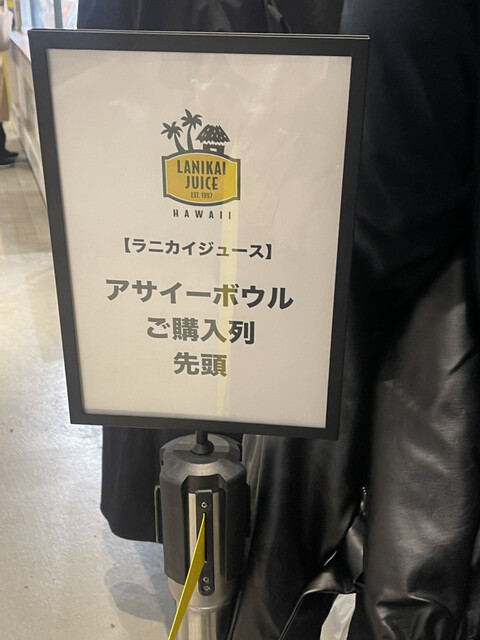 LANIKAI
JUICE
EST. 1997
HAWAII
【ラニカイジュース】
アサイーボウル
ご購入列
先頭